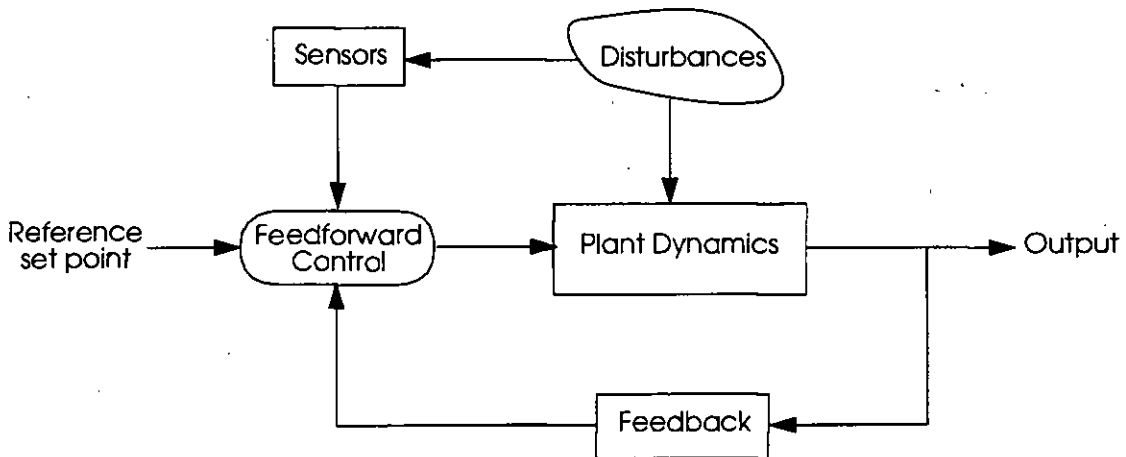 Sensors
Disturbances
Reference
set point
Feedforward
Control
Plant Dynamics
Output
Feedback